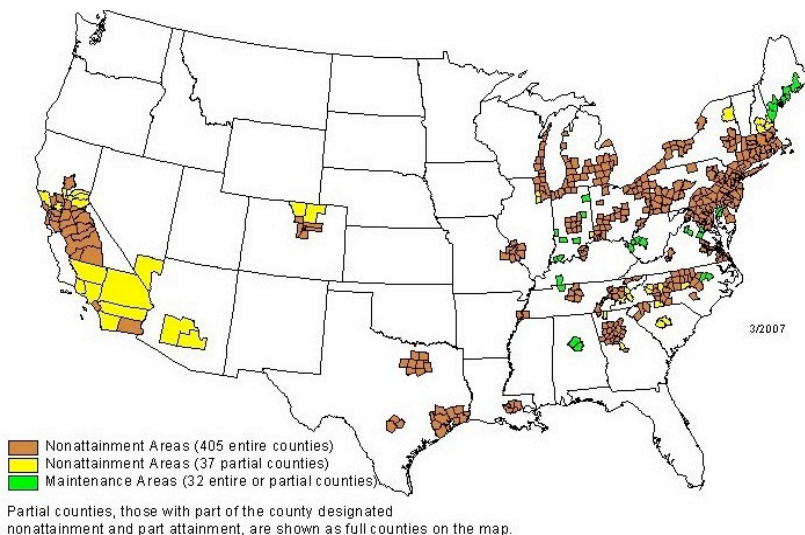 3/2007
Nonattainment Areas (405 entire counties)
Nonattainment Areas (37 partial counties)
Maintenance Areas (32 entire or partial counties)
Partial counties, those with part of the county designated
nonattainment and part attainment, are shown as full counties on the map.